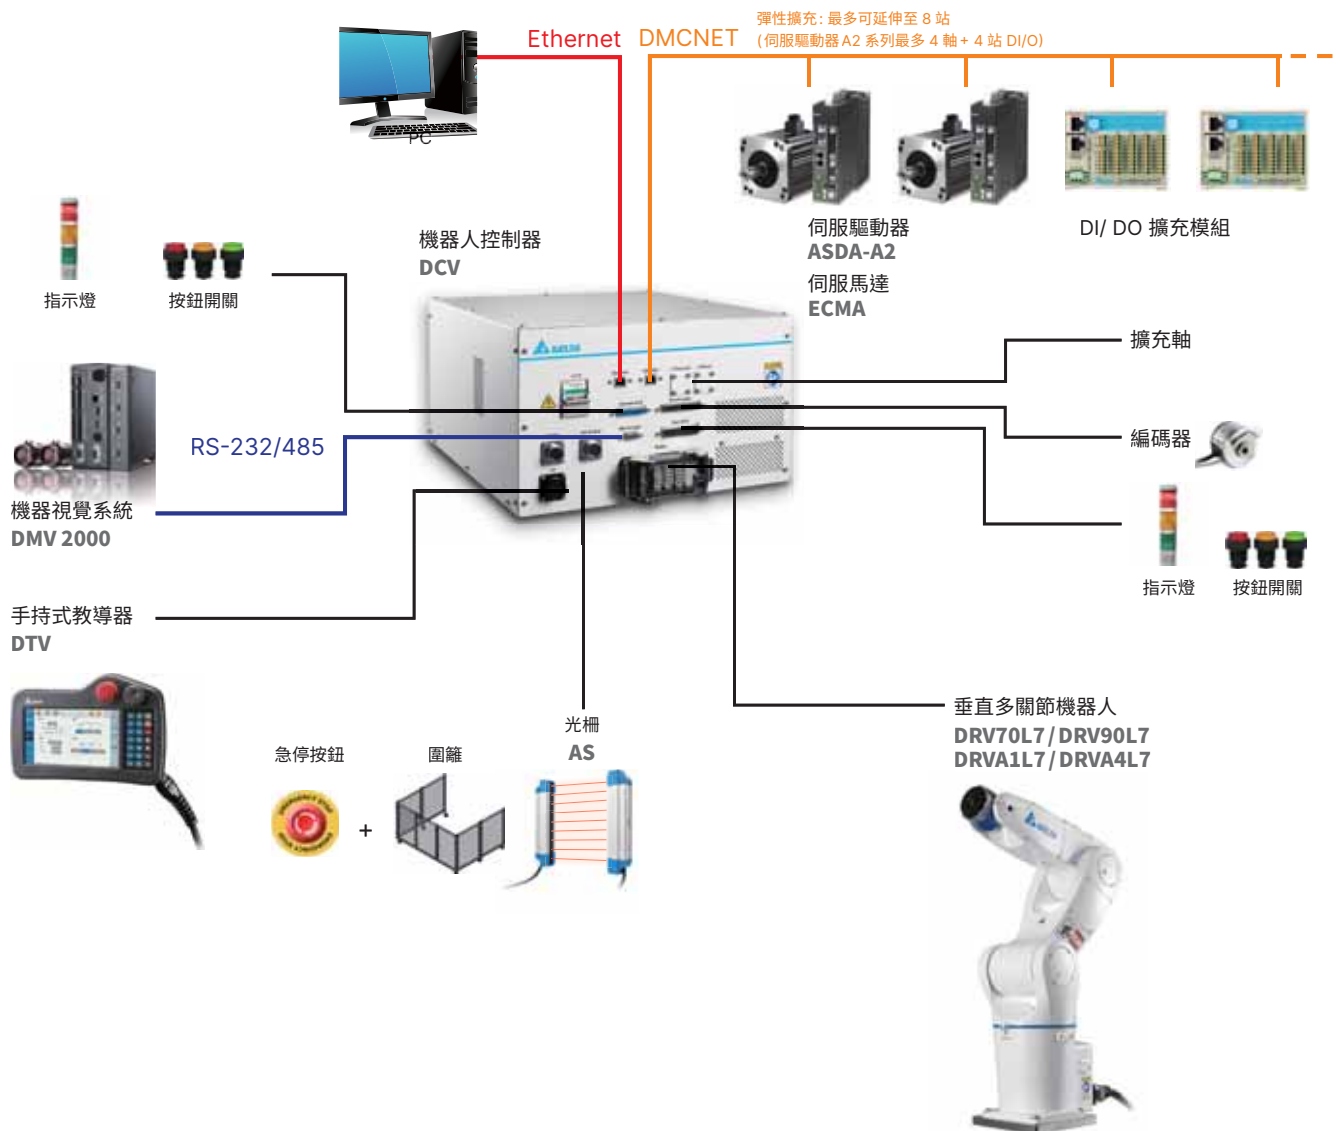 彈性擴充: 最多可延伸至 8 站
Ethernet DMCNET (伺服驅動器 A2 系列最多 4 軸 + 4 站 DI/O)
PC
伺服驅動器
ASDA-A2
伺服馬達
ECMA
DI/ DO 擴充模組
機器人控制器
DCV
指示燈
按鈕開關
DELTA
擴充軸
編碼器
RS-232/485
機器視覺系統
DMV 2000
指示燈
按鈕開關
手持式教導器
DTV
光柵
AS
急停按鈕
圍籬
+
EMERGENCY STOP
垂直多關節機器人
DRV70L7 / DRV90L7
DRVA1L7 / DRVA4L7
DELTA